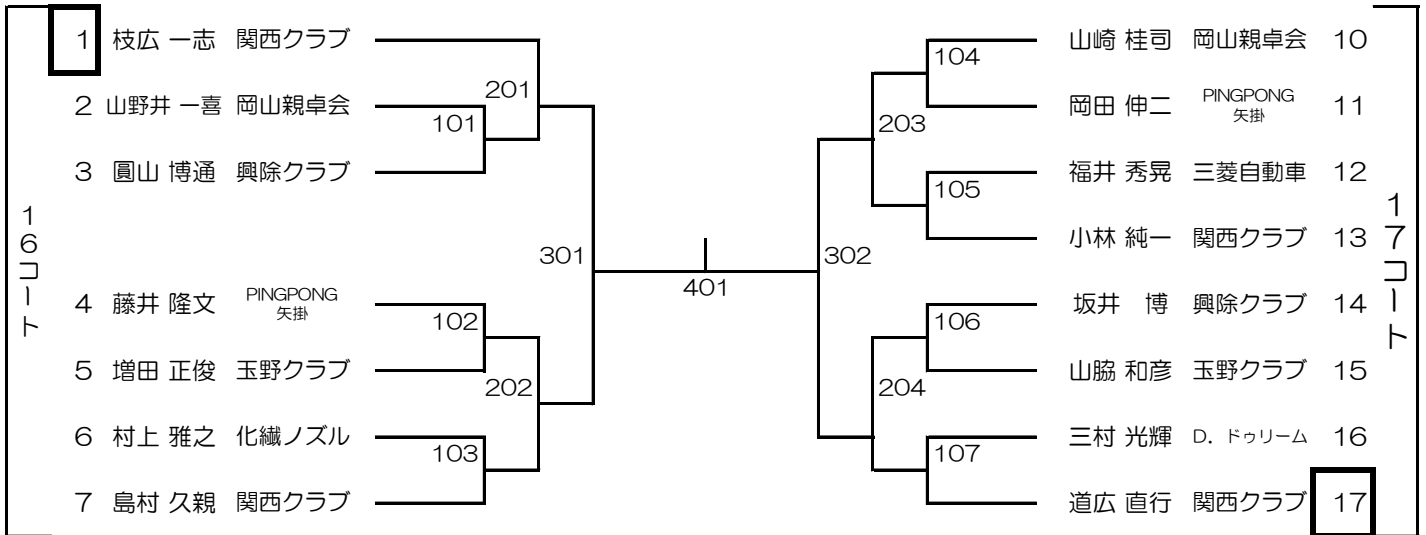 16コート
1 枝広 一志 関西クラブ
2 山野井 一喜 岡山親卓会
3 圓山 博通 興除クラブ
4 藤井 隆文 PINGPONG
矢掛
5 増田 正俊 玉野クラブ
6 村上 雅之 化繊ノズル
7 島村 久親 関西クラブ
101
102
103
201
202
301
401
302
203
204
104
105
106
107
山崎 桂司 岡山親卓会 10
岡田 伸二 PINGPONG 11
矢掛
福井 秀晃 三菱自動車 12
小林 純一 関西クラブ 13
坂井 博 興除クラブ 14
山脇 和彦 玉野クラブ 15
三村 光輝 D. ドゥリーム 16
道広 直行 関西クラブ 17
17コート